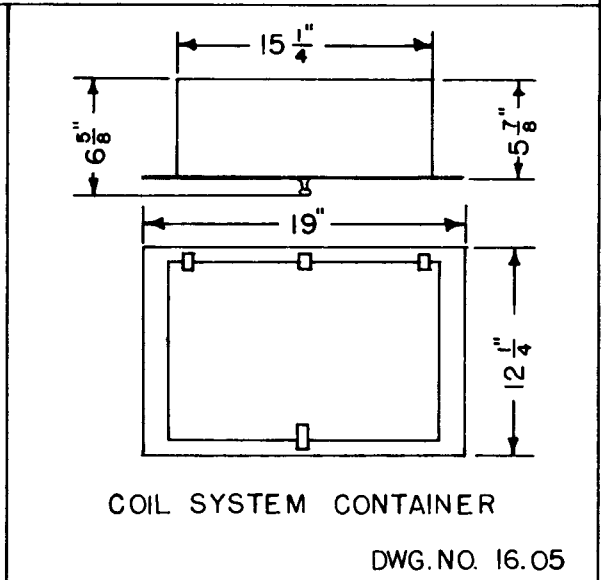 15 1/4"
6 5/8"
5 7/8"
19"
12 1/4"
COIL SYSTEM CONTAINER
DWG. NO. 16.05